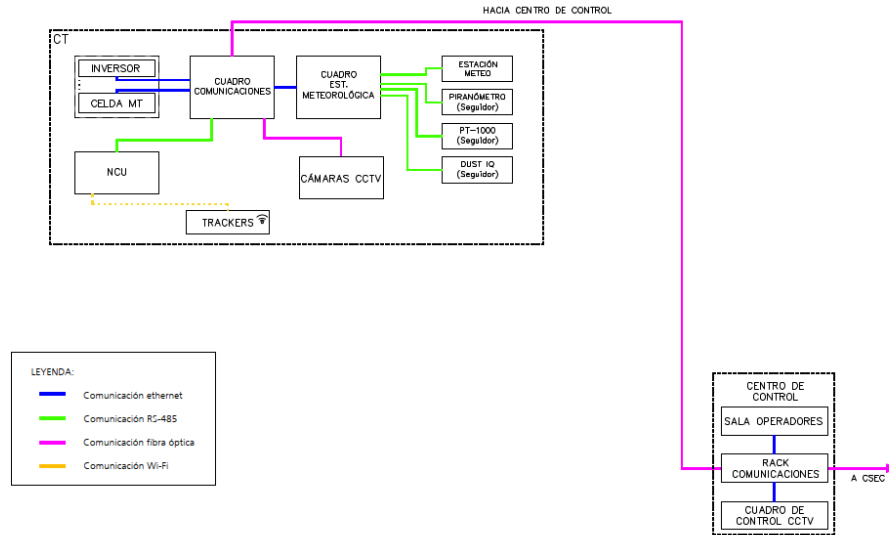 HACIA CENTRO DE CONTROL
CT
INVERSOR
CELDA MT
CUADRO
COMUNICACIONES
CUADRO
EST.
METEOROLÓGICA
ESTACIÓN
METEO
PIRANÓMETRO
(Seguidor)
PT-1000
(Seguidor)
DUST IQ
(Seguidor)
NCU
CÁMARAS CCTV
TRACKERS
LEYENDA:
Comunicación ethernet
Comunicación RS-485
Comunicación fibra óptica
Comunicación Wi-Fi
CENTRO DE
CONTROL
SALA OPERADORES
RACK
COMUNICACIONES
A CSEC
CUADRO DE
CONTROL CCTV